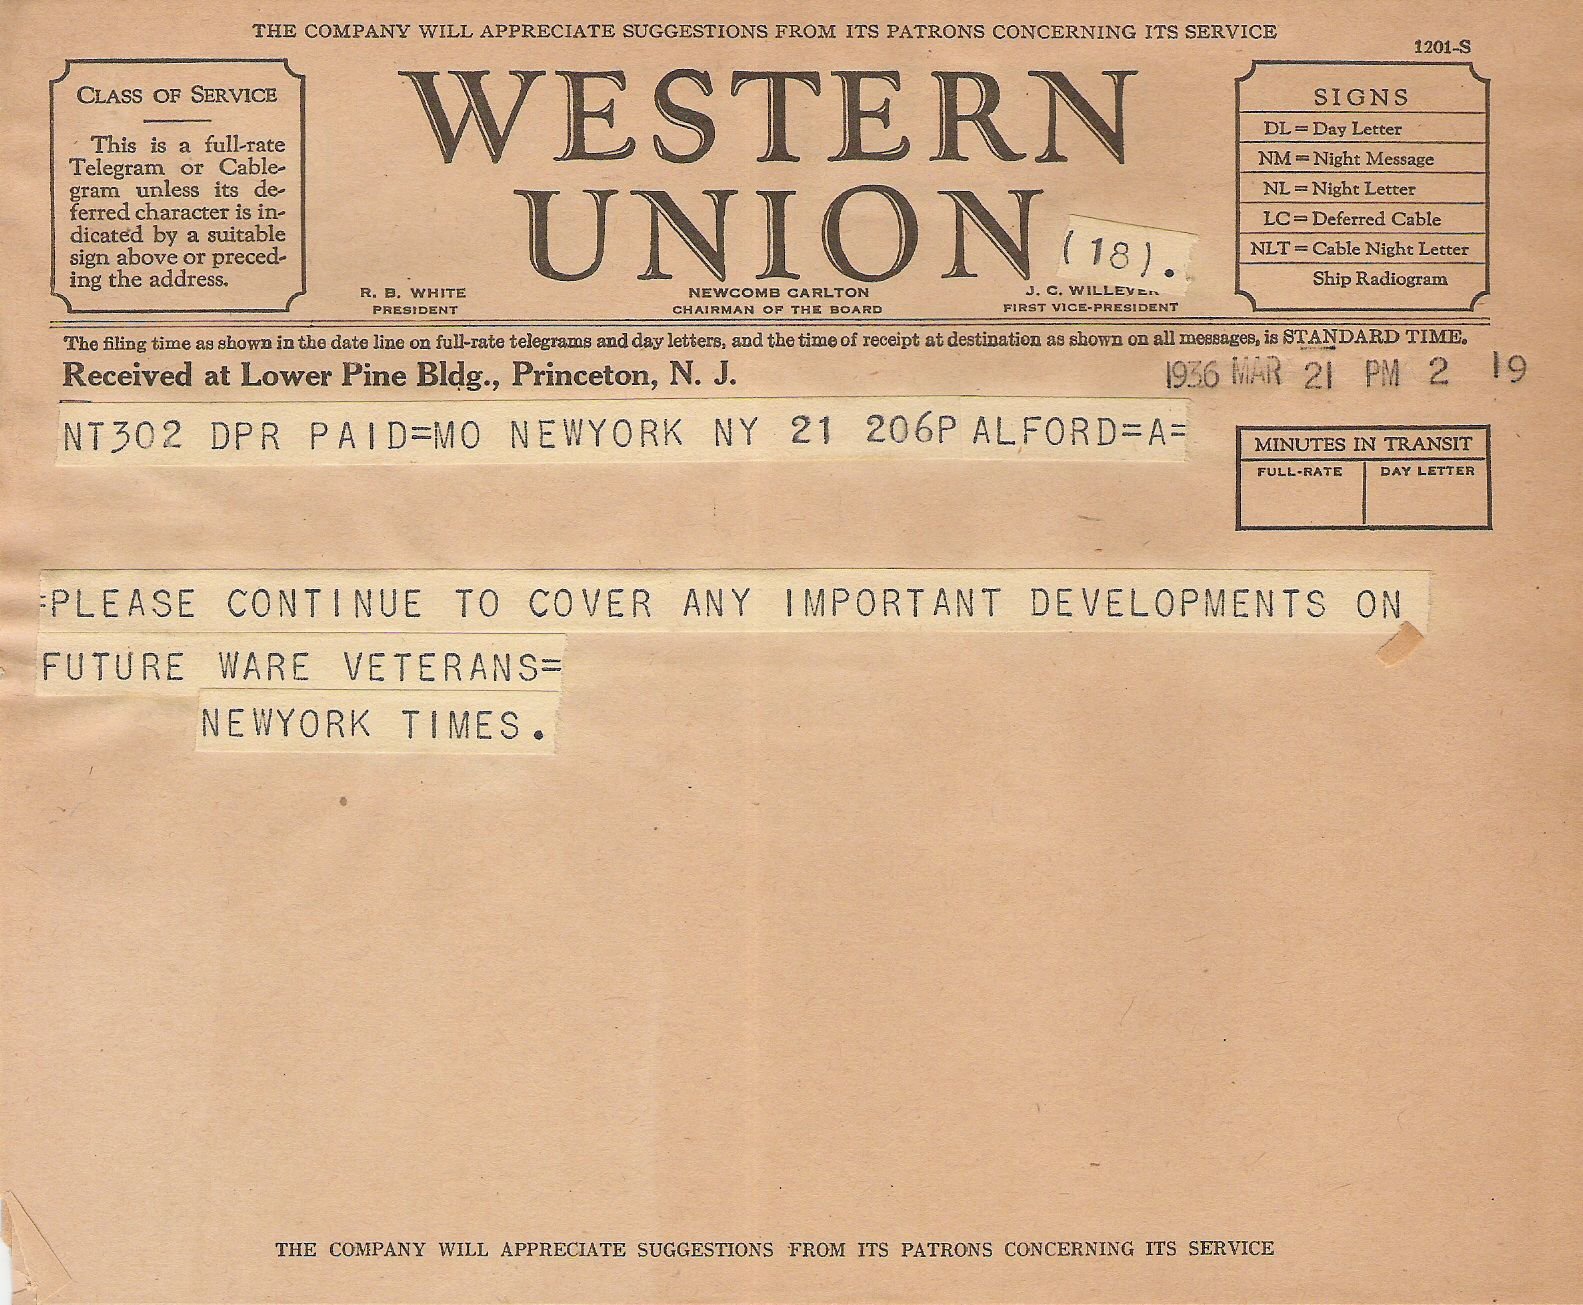 THE COMPANY WILL APPRECIATE SUGGESTIONS FROM ITS PATRONS CONCERNING ITS SERVICE
1201-S
CLASS OF SERVICE
This is a full-rate
Telegram or Cable-
gram unless its de-
ferred character is in-
dicated by a suitable
sign above or preced-
ing the address.
WESTERN
UNION
(18).
R. B. WHITE
PRESIDENT
NEWCOMB CARLTON
CHAIRMAN OF THE BOARD
J. C. WILLEVER
FIRST VICE-PRESIDENT
SIGNS
DL = Day Letter
NM = Night Message
NL = Night Letter
LC = Deferred Cable
NLT = Cable Night Letter
Ship Radiogram
The filing time as shown in the date line on full-rate telegrams and day letters, and the time of receipt at destination as shown on all messages, is STANDARD TIME.
Received at Lower Pine Bldg., Princeton, N. J.
1936 MAR 21 PM 2 19
NT302 DPR PAID=MO NEWYORK NY 21 206P ALFORD=A=
MINUTES IN TRANSIT
FULL-RATE
DAY LETTER
=PLEASE CONTINUE TO COVER ANY IMPORTANT DEVELOPMENTS ON
FUTURE WARE VETERANS=
NEWYORK TIMES.
THE COMPANY WILL APPRECIATE SUGGESTIONS FROM ITS PATRONS CONCERNING ITS SERVICE